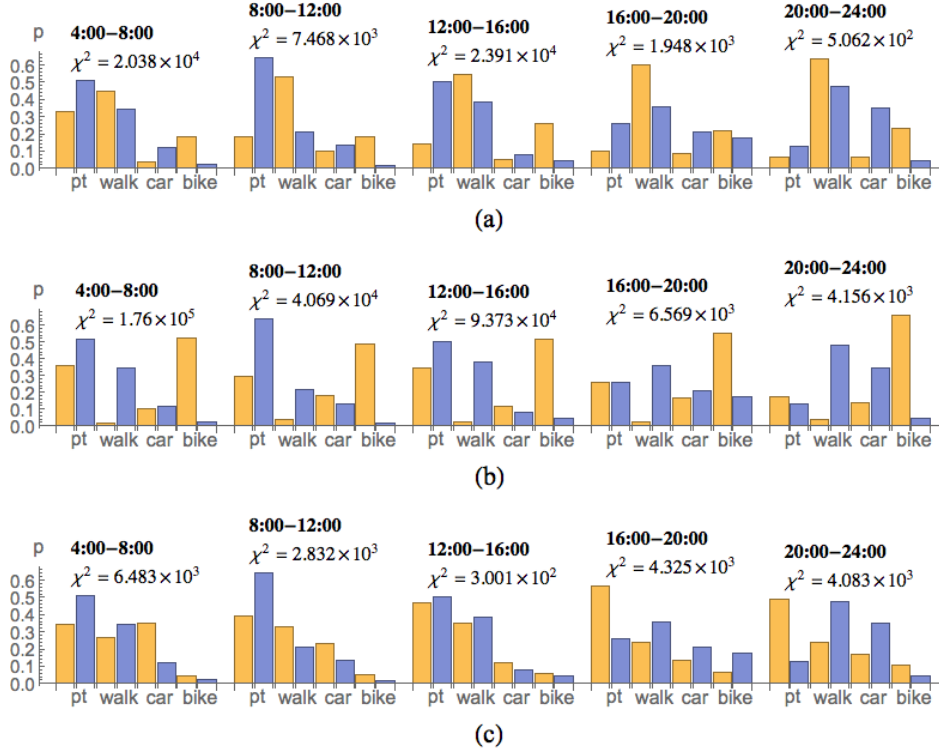 p
4:00−8:00
χ² = 2.038×10⁴
8:00−12:00
χ² = 7.468×10³
12:00−16:00
χ² = 2.391×10⁴
16:00−20:00
χ² = 1.948×10³
20:00−24:00
χ² = 5.062×10²
0.6
0.5
0.4
0.3
0.2
0.1
0.0
pt walk car bike
pt walk car bike
pt walk car bike
pt walk car bike
pt walk car bike
(a)
p
4:00−8:00
χ² = 1.76×10⁵
8:00−12:00
χ² = 4.069×10⁴
12:00−16:00
χ² = 9.373×10⁴
16:00−20:00
χ² = 6.569×10³
20:00−24:00
χ² = 4.156×10³
0.6
0.5
0.4
0.3
0.2
0.1
0.0
pt walk car bike
pt walk car bike
pt walk car bike
pt walk car bike
pt walk car bike
(b)
p
4:00−8:00
χ² = 6.483×10³
8:00−12:00
χ² = 2.832×10³
12:00−16:00
χ² = 3.001×10²
16:00−20:00
χ² = 4.325×10³
20:00−24:00
χ² = 4.083×10³
0.6
0.5
0.4
0.3
0.2
0.1
0.0
pt walk car bike
pt walk car bike
pt walk car bike
pt walk car bike
pt walk car bike
(c)